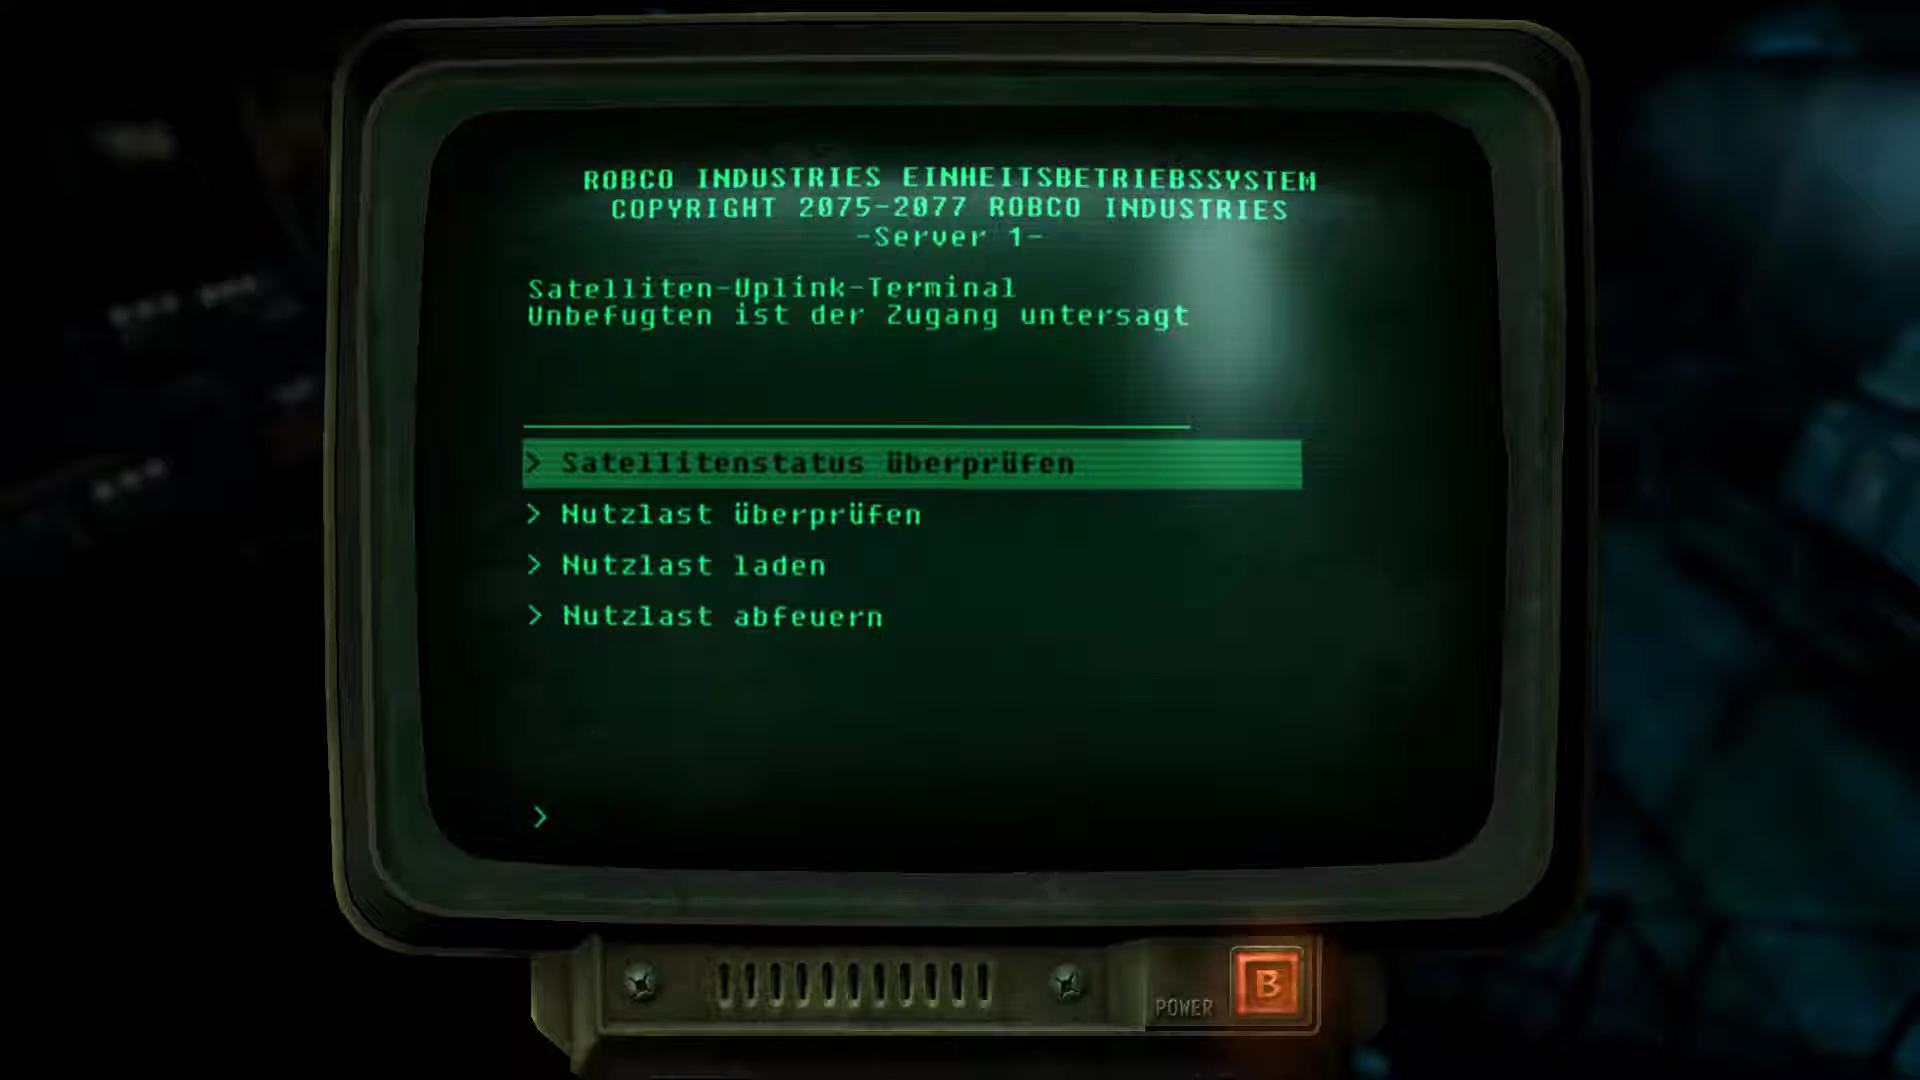 ROBCO INDUSTRIES EINHEITSBETRIEBSSYSTEM
COPYRIGHT 2075-2077 ROBCO INDUSTRIES
-Server 1-
Satelliten-Uplink-Terminal
Unbefugten ist der Zugang untersagt
> Satellitenstatus überprüfen
> Nutzlast überprüfen
> Nutzlast laden
> Nutzlast abfeuern
>
POWER
B